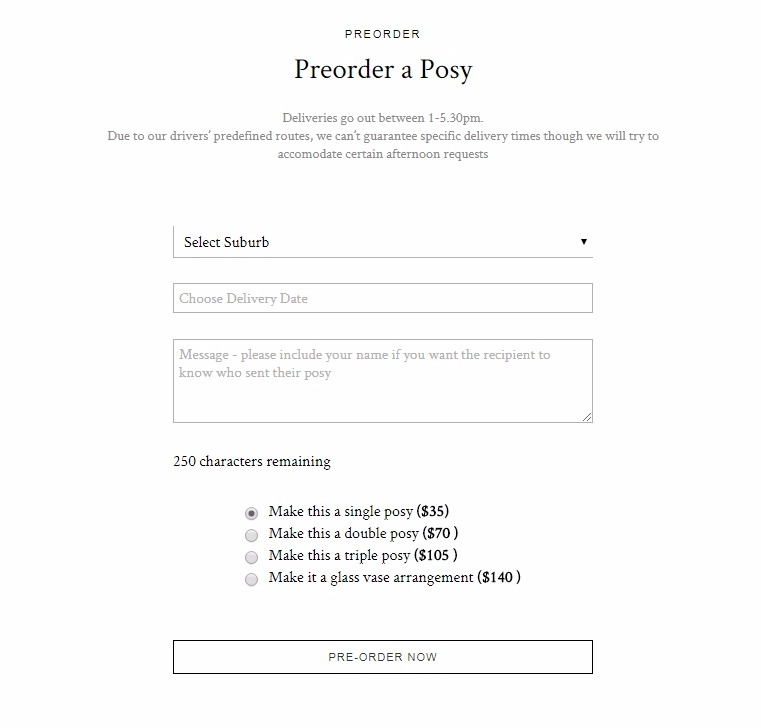 PREORDER
Preorder a Posy
Deliveries go out between 1-5.30pm.
Due to our drivers' predefined routes, we can't guarantee specific delivery times though we will try to
accomodate certain afternoon requests
Select Suburb
Choose Delivery Date
Message - please include your name if you want the recipient to
know who sent their posy
250 characters remaining
Make this a single posy ($35)
Make this a double posy ($70 )
Make this a triple posy ($105 )
Make it a glass vase arrangement ($140 )
PRE-ORDER NOW